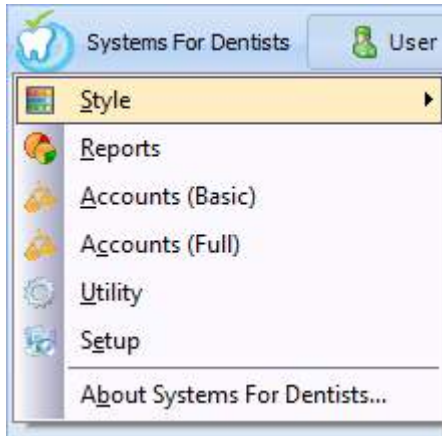 Systems For Dentists User
Style
Reports
Accounts (Basic)
Accounts (Full)
Utility
Setup
About Systems For Dentists...